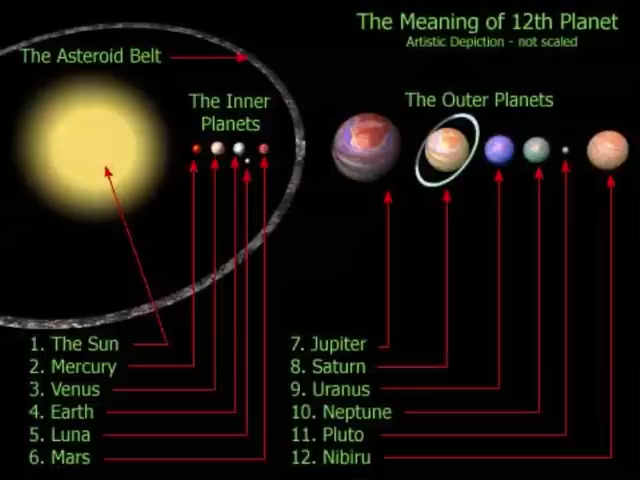 The Meaning of 12th Planet
Artistic Depiction - not scaled
The Asteroid Belt
The Inner
Planets
The Outer Planets
1. The Sun
2. Mercury
3. Venus
4. Earth
5. Luna
6. Mars
7. Jupiter
8. Saturn
9. Uranus
10. Neptune
11. Pluto
12. Nibiru